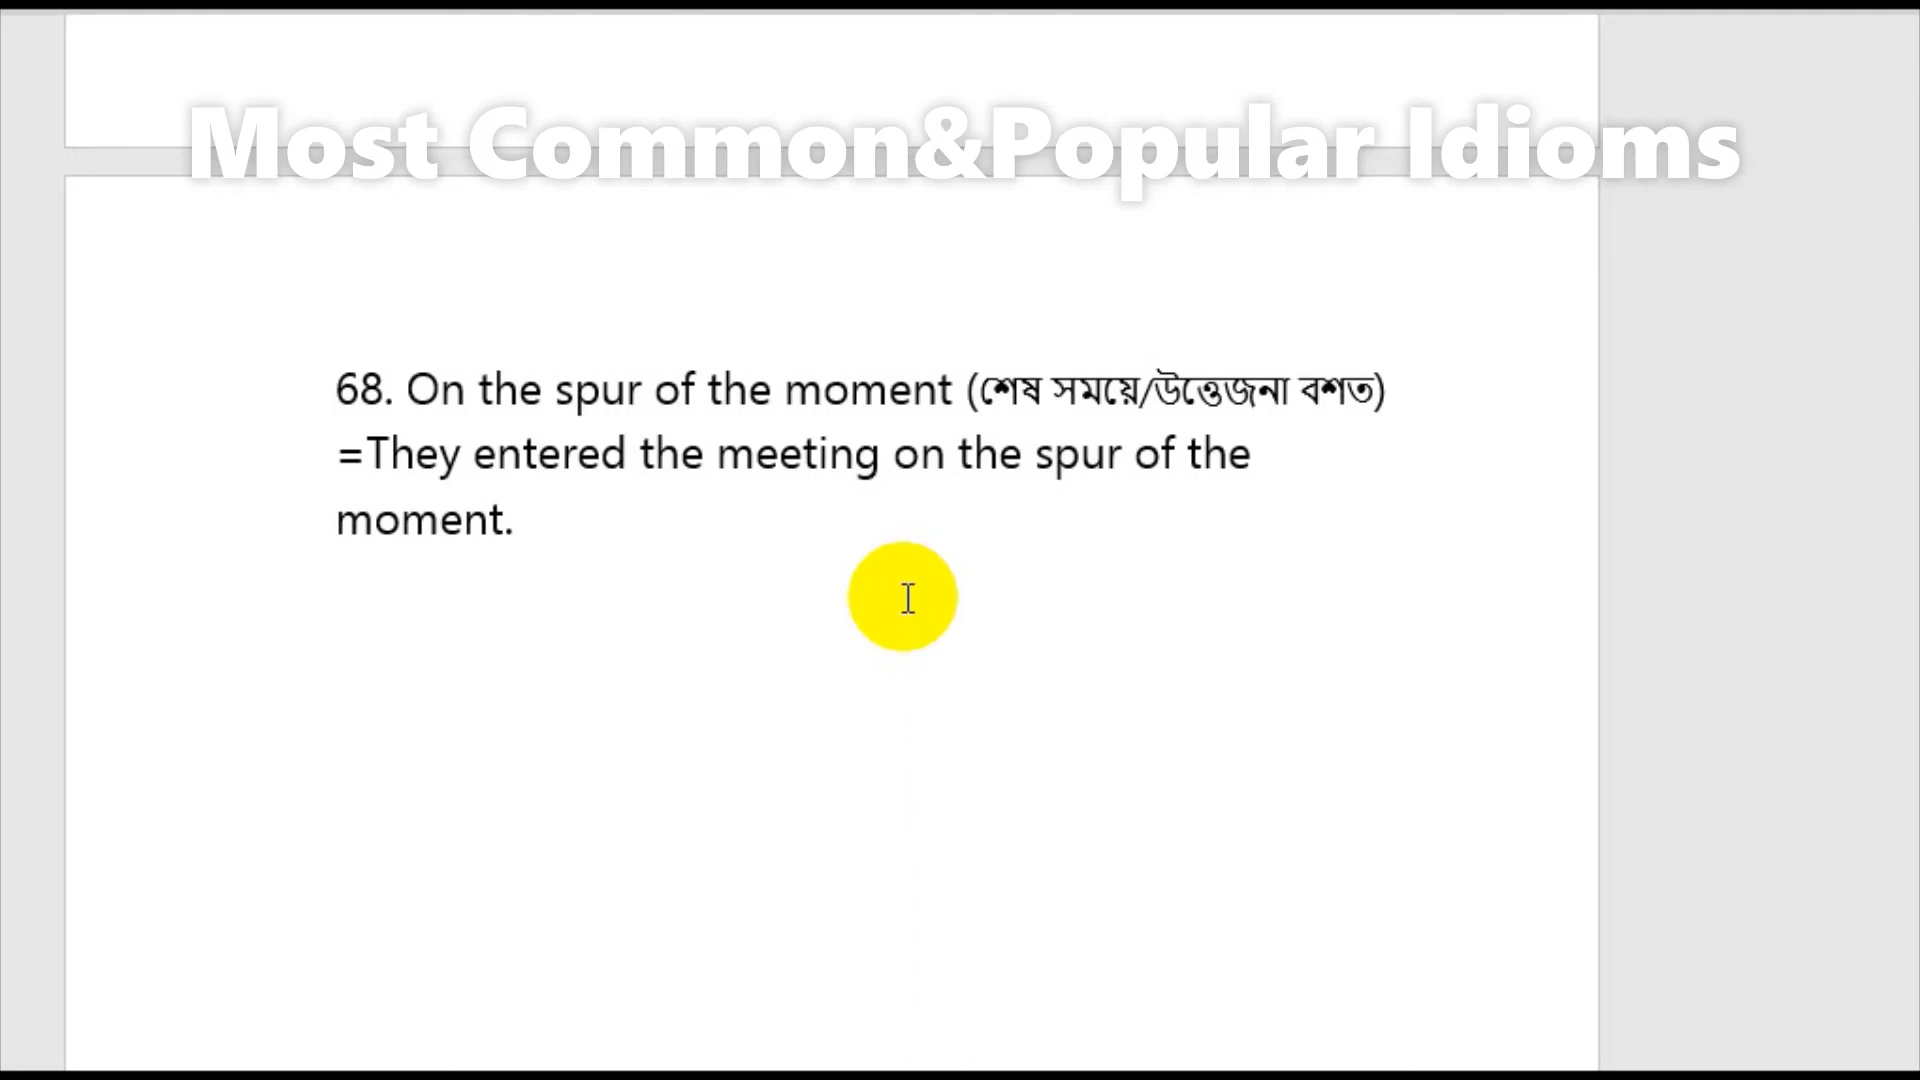 Most Common&Popular Idioms
68. On the spur of the moment (শেষ সময়ে/উত্তেজনা বশত)
=They entered the meeting on the spur of the
moment.